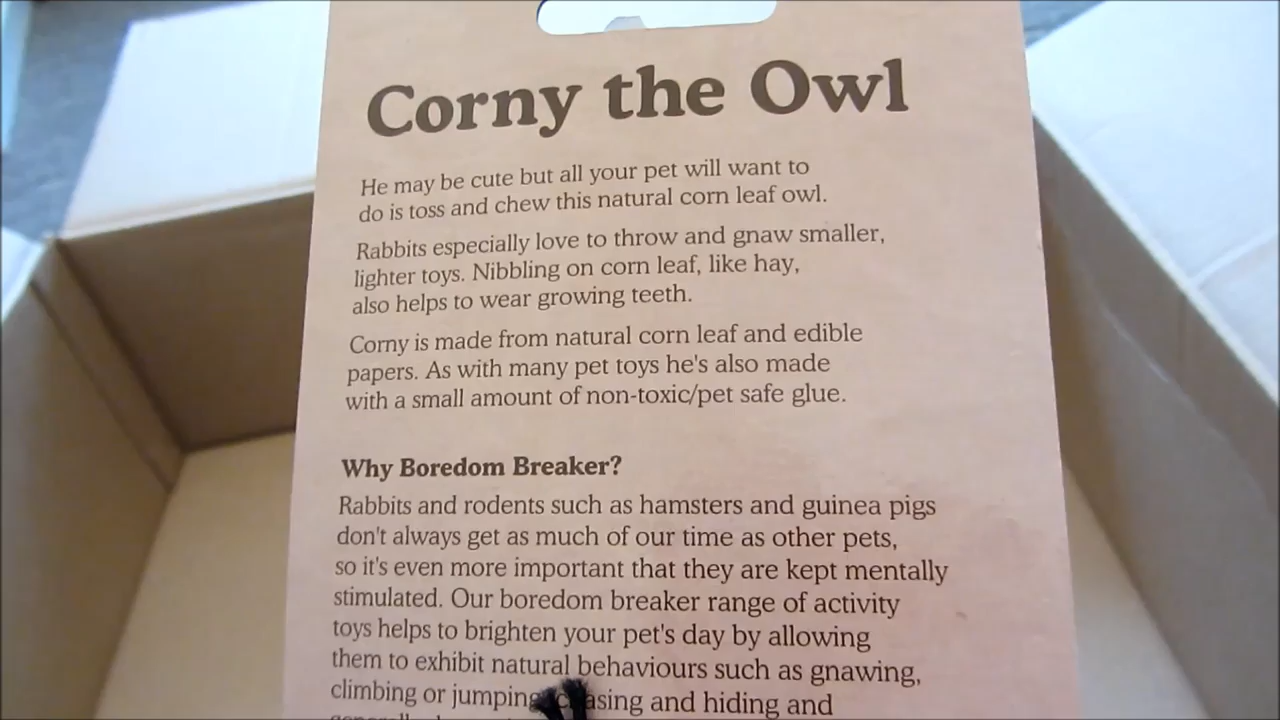 Corny the Owl
He may be cute but all your pet will want to
do is toss and chew this natural corn leaf owl.
Rabbits especially love to throw and gnaw smaller,
lighter toys. Nibbling on corn leaf, like hay,
also helps to wear growing teeth.
Corny is made from natural corn leaf and edible
papers. As with many pet toys he's also made
with a small amount of non-toxic/pet safe glue.
Why Boredom Breaker?
Rabbits and rodents such as hamsters and guinea pigs
don't always get as much of our time as other pets,
so it's even more important that they are kept mentally
stimulated. Our boredom breaker range of activity
toys helps to brighten your pet's day by allowing
them to exhibit natural behaviours such as gnawing,
climbing or jumping and hiding and